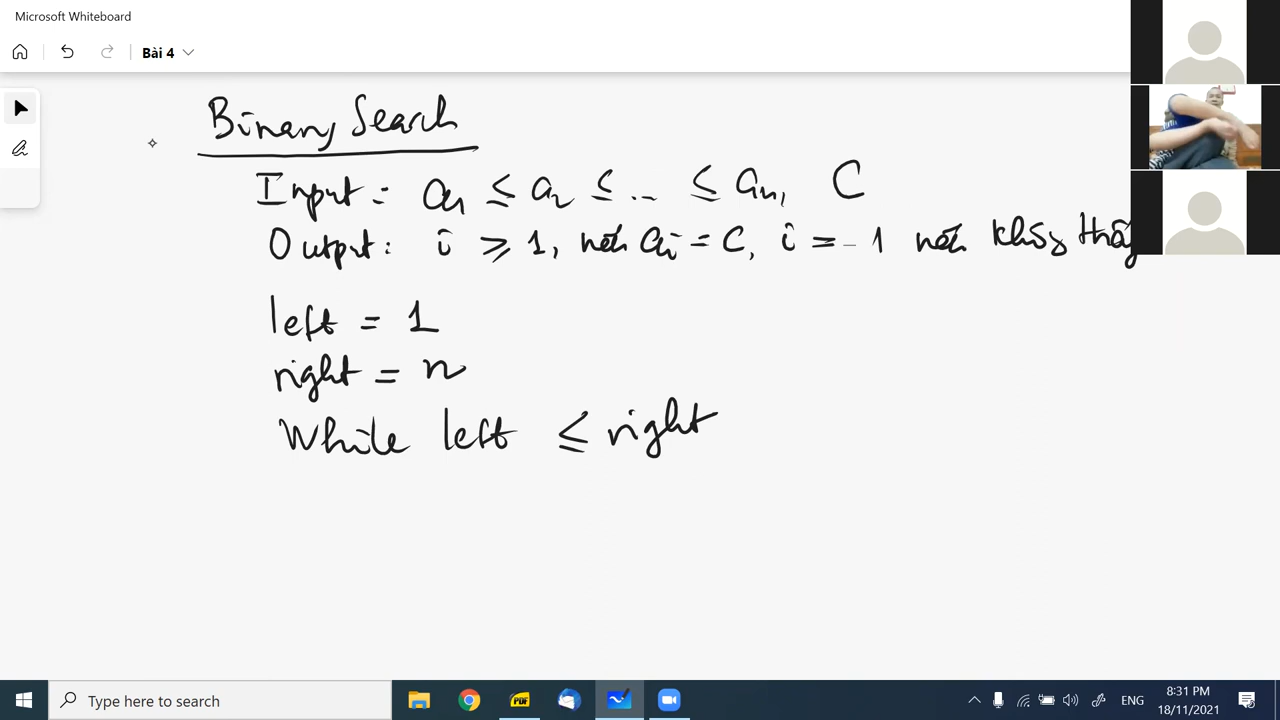 Microsoft Whiteboard
Bài 4
Binary Search
Input: a1 ≤ a2 ≤ ... ≤ an, C
Output: i ≥ 1, nếu ai = C, i = -1 nếu không thấy
left = 1
right = n
While left ≤ right
Type here to search
PDF
ENG
8:31 PM
18/11/2021